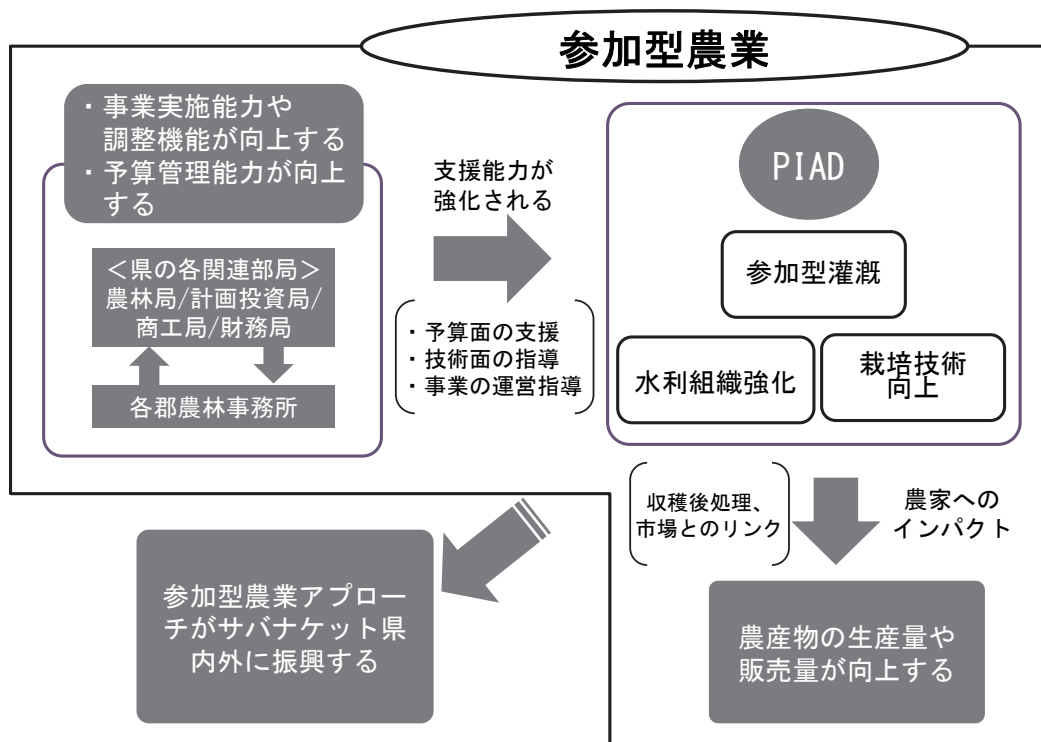 参加型農業
・事業実施能力や
調整機能が向上する
・予算管理能力が向上
する
＜県の各関連部局＞
農林局/計画投資局/
商工局/財務局
各郡農林事務所
支援能力が
強化される
・予算面の支援
・技術面の指導
・事業の運営指導
PIAD
参加型灌漑
水利組織強化
栽培技術
向上
収穫後処理、
市場とのリンク
農家への
インパクト
参加型農業アプロー
チがサバナケット県
内外に振興する
農産物の生産量や
販売量が向上する